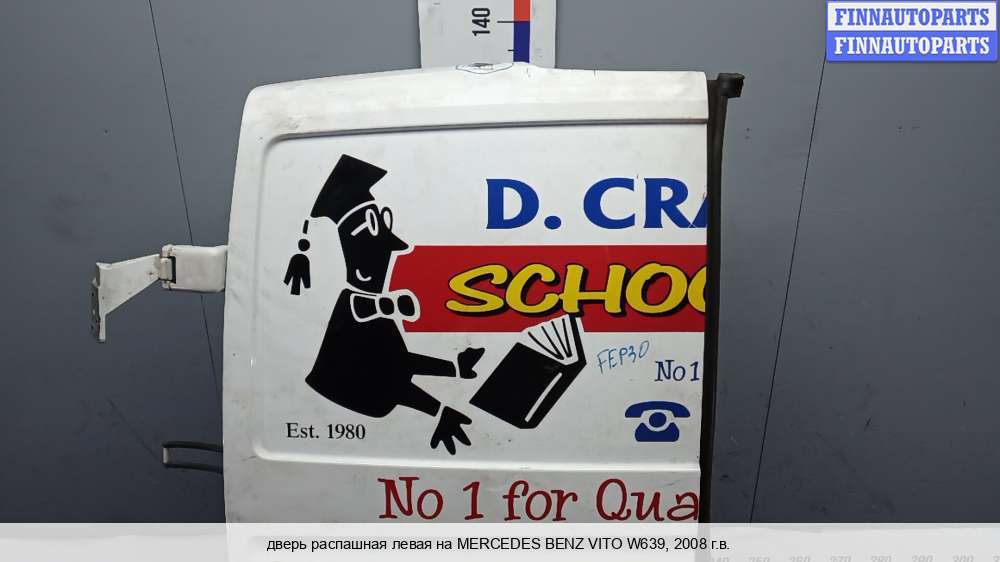 140
FINNAUTOPARTS
FINNAUTOPARTS
D. CRA
SCHOO
FEP30
No 1
Est. 1980
No 1 for Qua
дверь распашная левая на MERCEDES BENZ VITO W639, 2008 г.в.